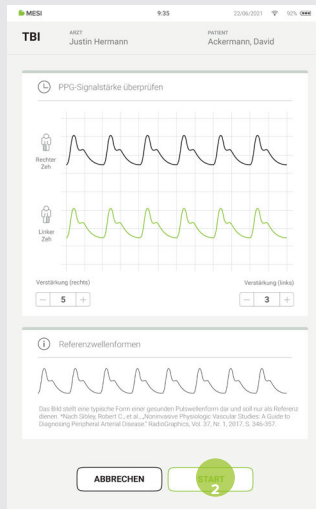 MESI 9:35 22/06/2021 92%
TBI
ARZT PATIENT
Justin Hermann Ackermann, David
PPG-Signalstärke überprüfen
Rechter
Zeh
Linker
Zeh
Verstärkung (rechts) Verstärkung (links)
− 5 + − 3 +
Referenzwellenformen
Das Bild stellt eine typische Form einer gesunden Pulswellenform dar und soll nur als Referenz
dienen. *Nach Sibley, Robert C., et al., „Noninvasive Physiologic Vascular Studies: A Guide to
Diagnosing Peripheral Arterial Disease.“ RadioGraphics, Vol. 37, Nr. 1, 2017, S. 346-357.
ABBRECHEN START
2